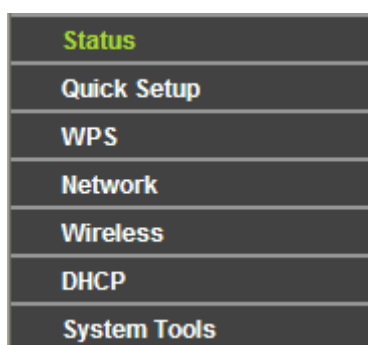 Status
Quick Setup
WPS
Network
Wireless
DHCP
System Tools